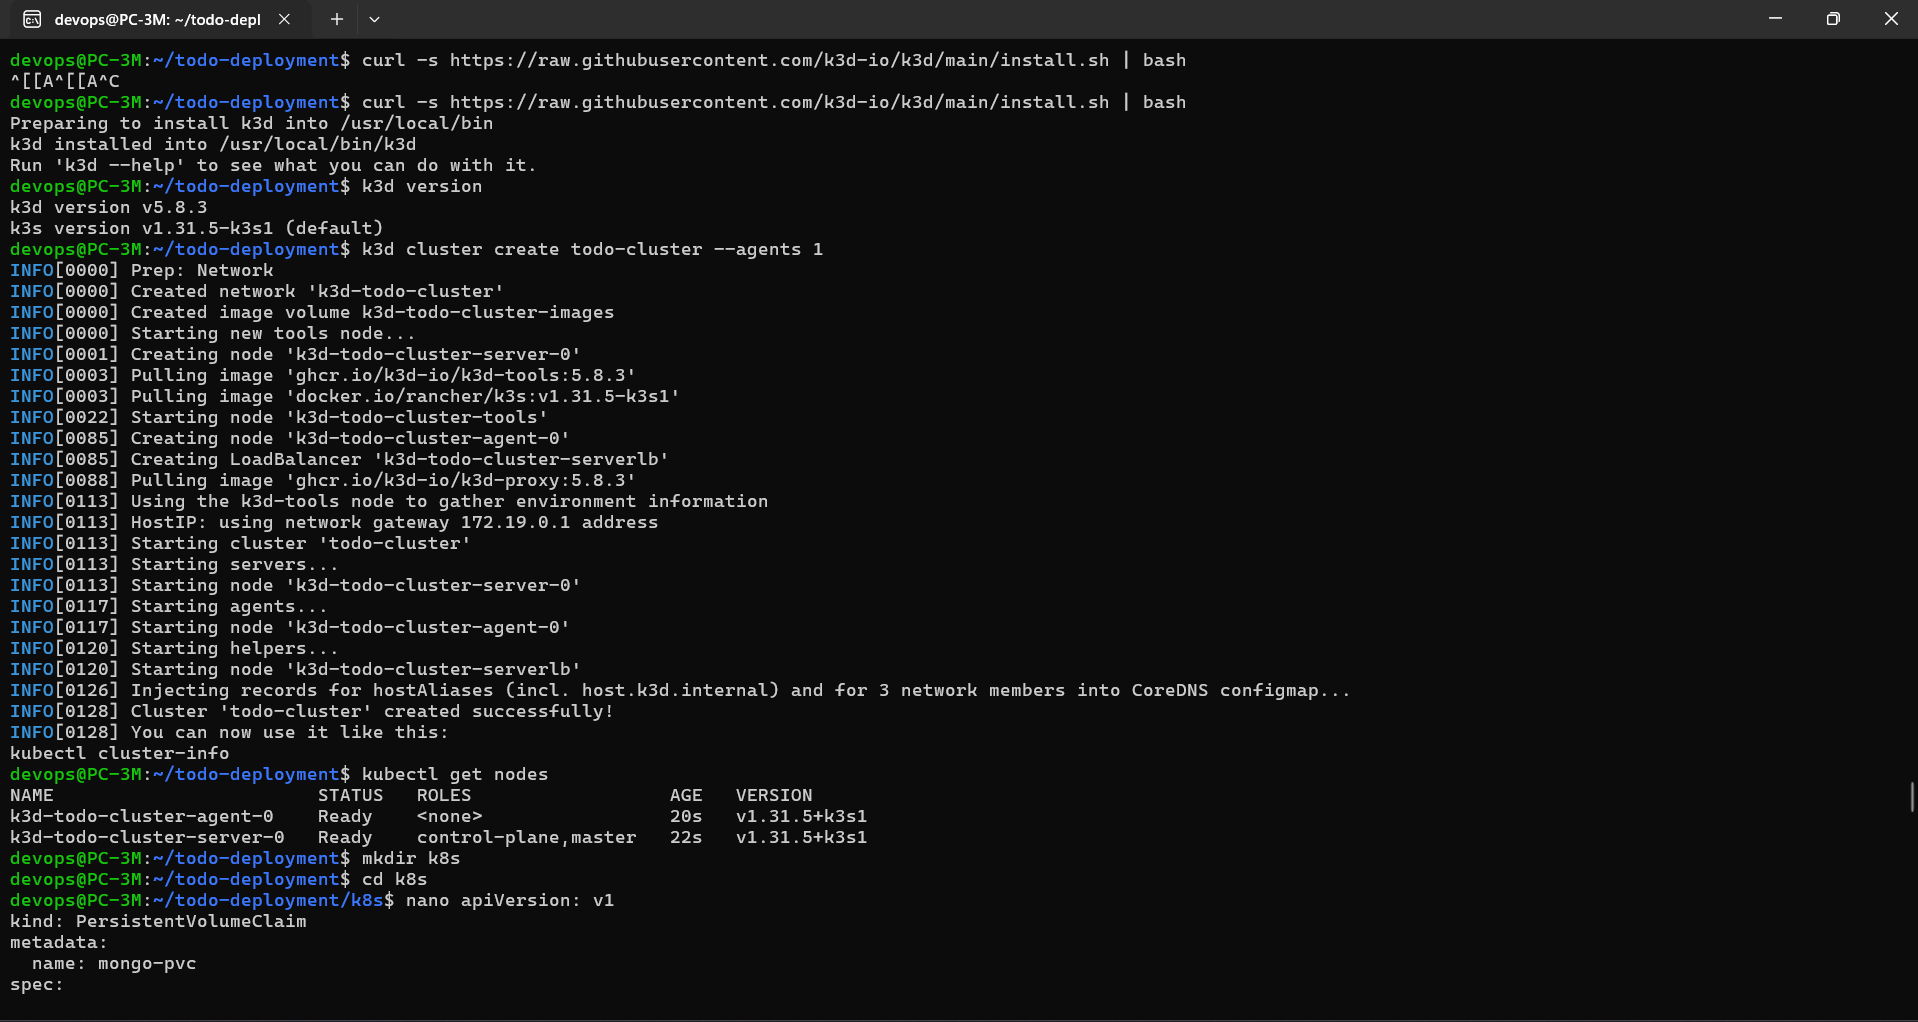 devops@PC-3M: ~/todo-depl
devops@PC-3M:~/todo-deployment$ curl -s https://raw.githubusercontent.com/k3d-io/k3d/main/install.sh | bash
^[[A^[[A^C
devops@PC-3M:~/todo-deployment$ curl -s https://raw.githubusercontent.com/k3d-io/k3d/main/install.sh | bash
Preparing to install k3d into /usr/local/bin
k3d installed into /usr/local/bin/k3d
Run 'k3d --help' to see what you can do with it.
devops@PC-3M:~/todo-deployment$ k3d version
k3d version v5.8.3
k3s version v1.31.5-k3s1 (default)
devops@PC-3M:~/todo-deployment$ k3d cluster create todo-cluster --agents 1
INFO[0000] Prep: Network
INFO[0000] Created network 'k3d-todo-cluster'
INFO[0000] Created image volume k3d-todo-cluster-images
INFO[0000] Starting new tools node...
INFO[0001] Creating node 'k3d-todo-cluster-server-0'
INFO[0003] Pulling image 'ghcr.io/k3d-io/k3d-tools:5.8.3'
INFO[0003] Pulling image 'docker.io/rancher/k3s:v1.31.5-k3s1'
INFO[0022] Starting node 'k3d-todo-cluster-tools'
INFO[0085] Creating node 'k3d-todo-cluster-agent-0'
INFO[0085] Creating LoadBalancer 'k3d-todo-cluster-serverlb'
INFO[0088] Pulling image 'ghcr.io/k3d-io/k3d-proxy:5.8.3'
INFO[0113] Using the k3d-tools node to gather environment information
INFO[0113] HostIP: using network gateway 172.19.0.1 address
INFO[0113] Starting cluster 'todo-cluster'
INFO[0113] Starting servers...
INFO[0113] Starting node 'k3d-todo-cluster-server-0'
INFO[0117] Starting agents...
INFO[0117] Starting node 'k3d-todo-cluster-agent-0'
INFO[0120] Starting helpers...
INFO[0120] Starting node 'k3d-todo-cluster-serverlb'
INFO[0126] Injecting records for hostAliases (incl. host.k3d.internal) and for 3 network members into CoreDNS configmap...
INFO[0128] Cluster 'todo-cluster' created successfully!
INFO[0128] You can now use it like this:
kubectl cluster-info
devops@PC-3M:~/todo-deployment$ kubectl get nodes
NAME                        STATUS   ROLES                  AGE   VERSION
k3d-todo-cluster-agent-0    Ready    <none>                 20s   v1.31.5+k3s1
k3d-todo-cluster-server-0   Ready    control-plane,master   22s   v1.31.5+k3s1
devops@PC-3M:~/todo-deployment$ mkdir k8s
devops@PC-3M:~/todo-deployment$ cd k8s
devops@PC-3M:~/todo-deployment/k8s$ nano apiVersion: v1
kind: PersistentVolumeClaim
metadata:
  name: mongo-pvc
spec: